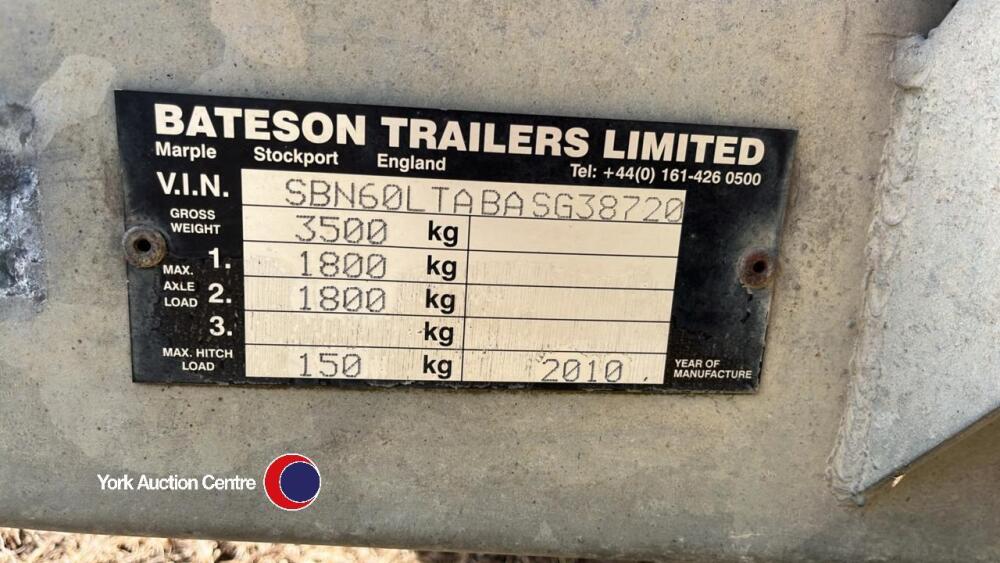 BATESON TRAILERS LIMITED
Marple Stockport England Tel: +44(0) 161-426 0500
V.I.N. SBN60LTABASG38720
GROSS WEIGHT 3500 kg
MAX. AXLE LOAD
1. 1800 kg
2. 1800 kg
3. kg
MAX. HITCH LOAD 150 kg 2010 YEAR OF MANUFACTURE
York Auction Centre